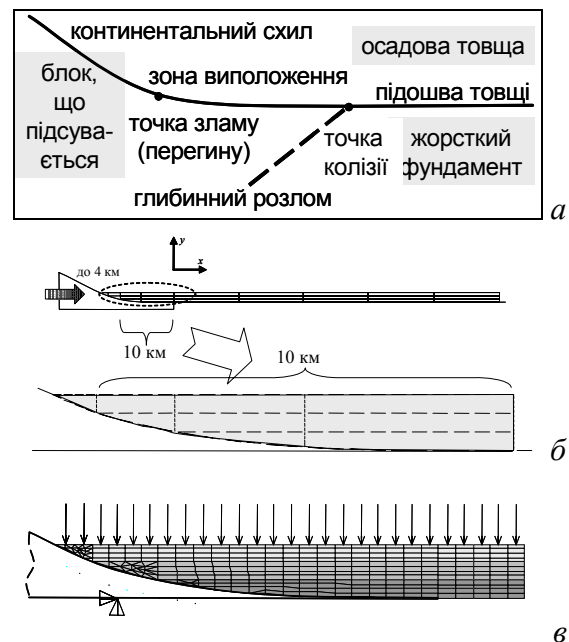 континентальний схил
осадова товща
блок,
що
підсува-
ється
зона виположення
підошва товщі
точка зламу
(перегину)
точка
колізії
жорсткий
фундамент
глибинний розлом
а
y
x
до 4 км
10 км
10 км
б
в